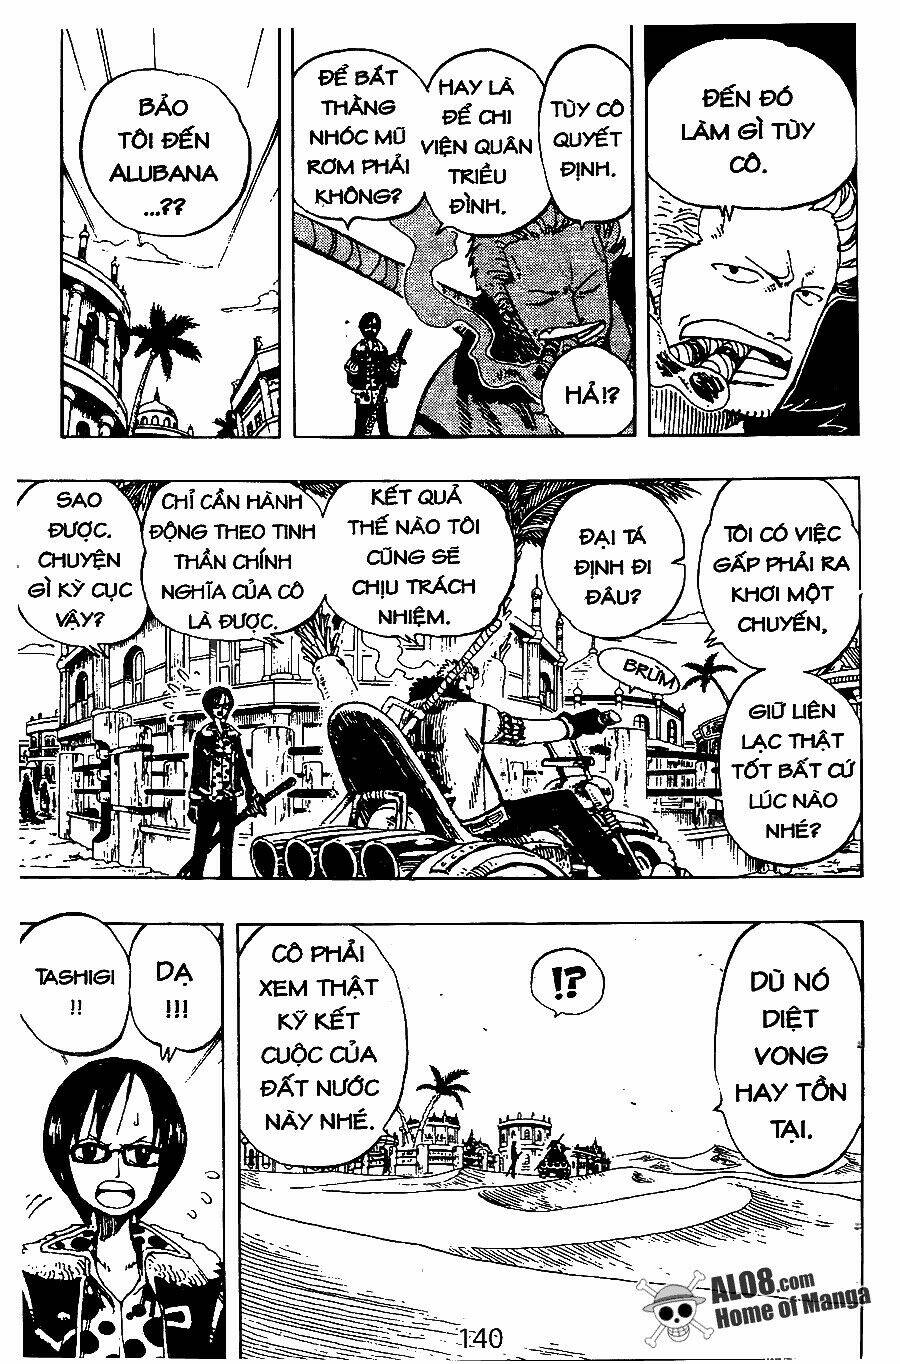 BẢO
TÔI ĐẾN
ALUBANA
...??
ĐỂ BẮT
THẰNG
NHÓC MŨ
RƠM PHẢI
KHÔNG?
HAY LÀ
ĐỂ CHI
VIỆN QUÂN
TRIỀU
ĐÌNH.
TÙY CÔ
QUYẾT
ĐỊNH.
HẢ!?
ĐẾN ĐÓ
LÀM GÌ TÙY
CÔ.
SAO
ĐƯỢC.
CHUYỆN
GÌ KỲ CỤC
VẬY?
CHỈ CẦN HÀNH
ĐỘNG THEO TINH
THẦN CHÍNH
NGHĨA CỦA CÔ
LÀ ĐƯỢC.
KẾT QUẢ
THẾ NÀO TÔI
CŨNG SẼ
CHỊU TRÁCH
NHIỆM.
ĐẠI TÁ
ĐỊNH ĐI
ĐÂU?
BRÙM
TÔI CÓ VIỆC
GẤP PHẢI RA
KHƠI MỘT
CHUYẾN,
GIỮ LIÊN
LẠC THẬT
TỐT BẤT CỨ
LÚC NÀO
NHÉ?
TASHIGI
!!
DẠ
!!!
CÔ PHẢI
XEM THẬT
KỸ KẾT
CUỘC CỦA
ĐẤT NƯỚC
NÀY NHÉ.
!?
DÙ NÓ
DIỆT
VONG
HAY TỒN
TẠI.
ALO8.com
Home of Manga
140